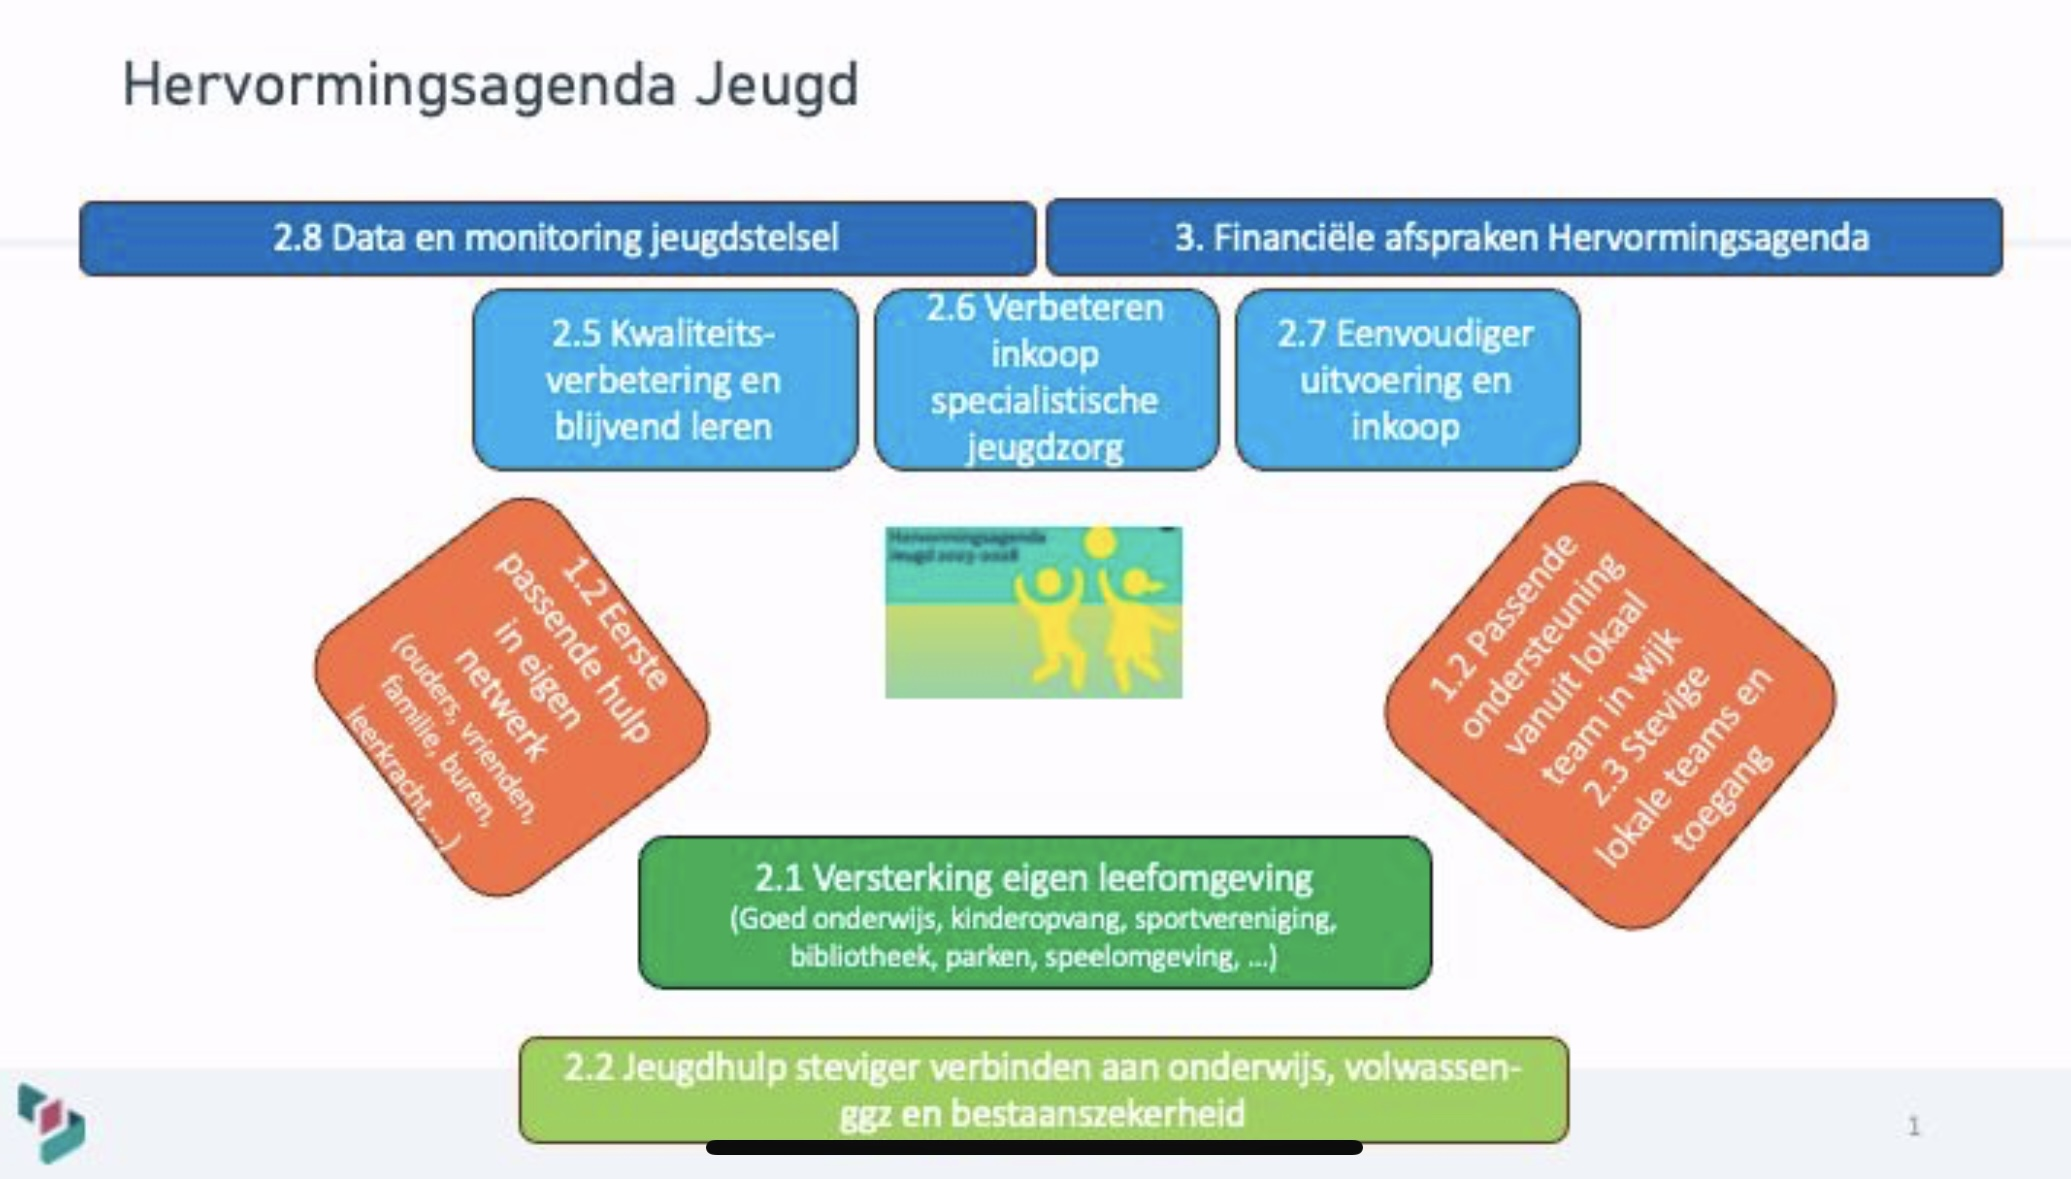 Hervormingsagenda Jeugd
2.8 Data en monitoring jeugdstelsel
3. Financiële afspraken Hervormingsagenda
2.5 Kwaliteits-
verbetering en
blijvend leren
2.6 Verbeteren
inkoop
specialistische
jeugdzorg
2.7 Eenvoudiger
uitvoering en
inkoop
1.2 Eerste
passende hulp
in eigen
netwerk
(ouders, vrienden,
familie, buren,
leerkracht, ...)
Hervormingsagenda
Jeugd 2023-2028
1.2 Passende
ondersteuning
vanuit lokaal
team in wijk
2.3 Stevige
lokale teams en
toegang
2.1 Versterking eigen leefomgeving
(Goed onderwijs, kinderopvang, sportvereniging,
bibliotheek, parken, speelomgeving, ...)
2.2 Jeugdhulp steviger verbinden aan onderwijs, volwassen-
ggz en bestaanszekerheid
1